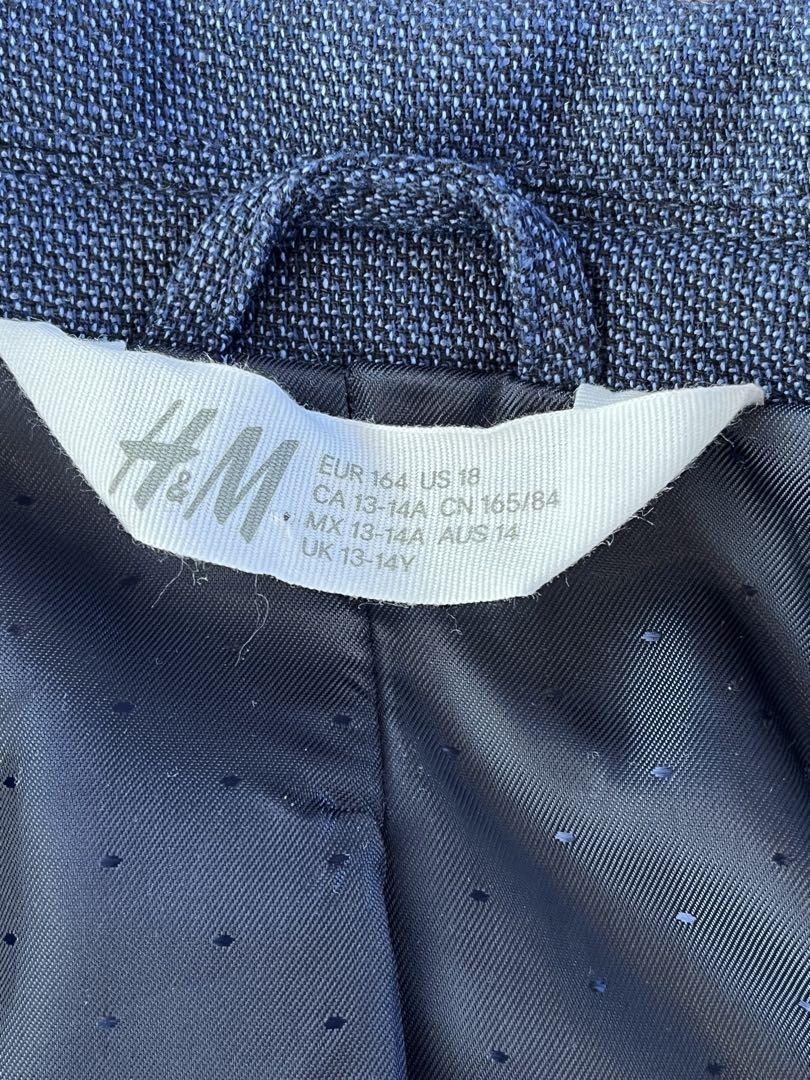 H&M
EUR 164 US 18
CA 13-14A CN 165/84
MX 13-14A AUS 14
UK 13-14Y